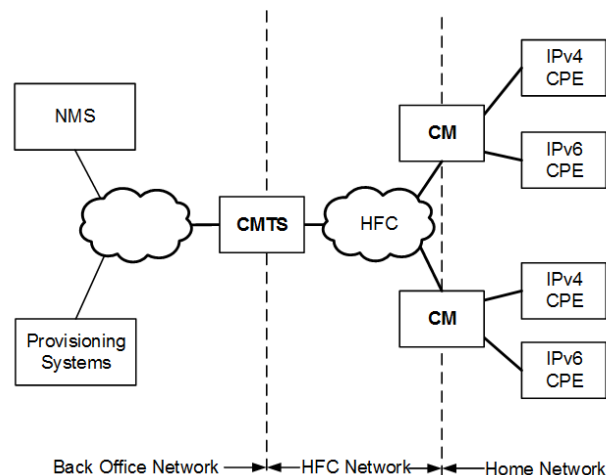 NMS
Provisioning
Systems
CMTS
HFC
CM
IPv4
CPE
IPv6
CPE
CM
IPv4
CPE
IPv6
CPE
Back Office Network
HFC Network
Home Network